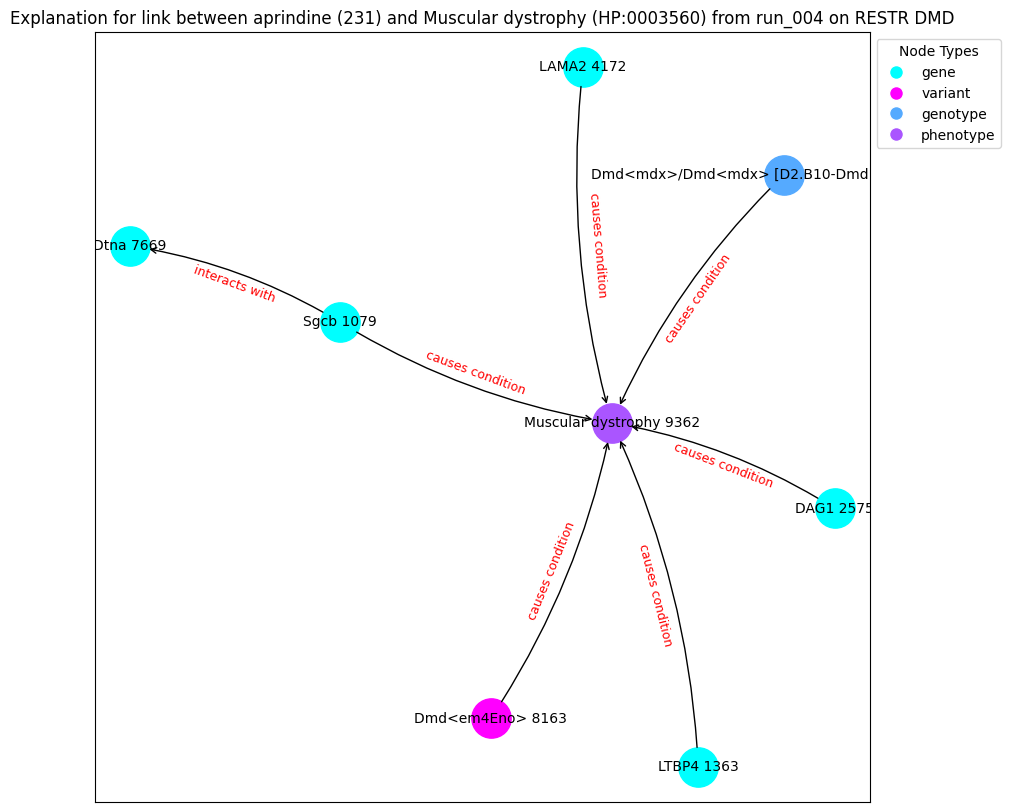 Explanation for link between aprindine (231) and Muscular dystrophy (HP:0003560) from run_004 on RESTR DMD
Node Types
gene
variant
genotype
phenotype
LAMA2 4172
Dmd<mdx>/Dmd<mdx> [D2.B10-Dmd
causes condition
Dtna 7669
interacts with
causes condition
Sgcb 1079
causes condition
Muscular dystrophy 9362
causes condition
DAG1 2575
causes condition
causes condition
Dmd<em4Eno> 8163
LTBP4 1363